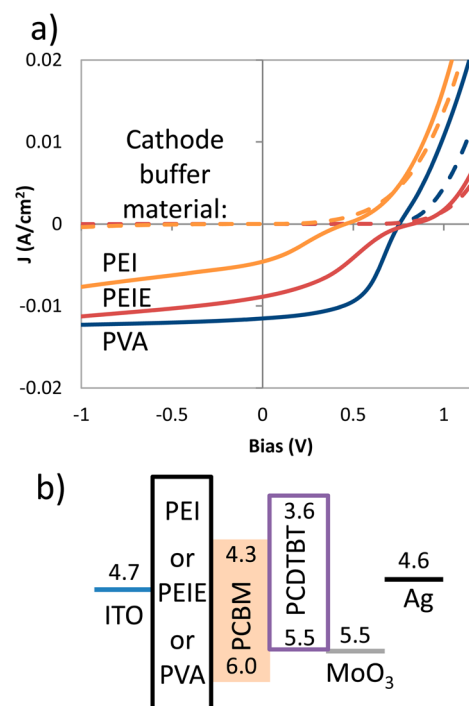 a)
0.02
0.01
0
-0.01
-0.02
J (A/cm²)
Cathode
buffer
material:
PEI
PEIE
PVA
-1
-0.5
0
0.5
1
Bias (V)
b)
4.7
ITO
PEI
or
PEIE
or
PVA
4.3
PCBM
6.0
3.6
PCDTBT
5.5
5.5
MoO₃
4.6
Ag